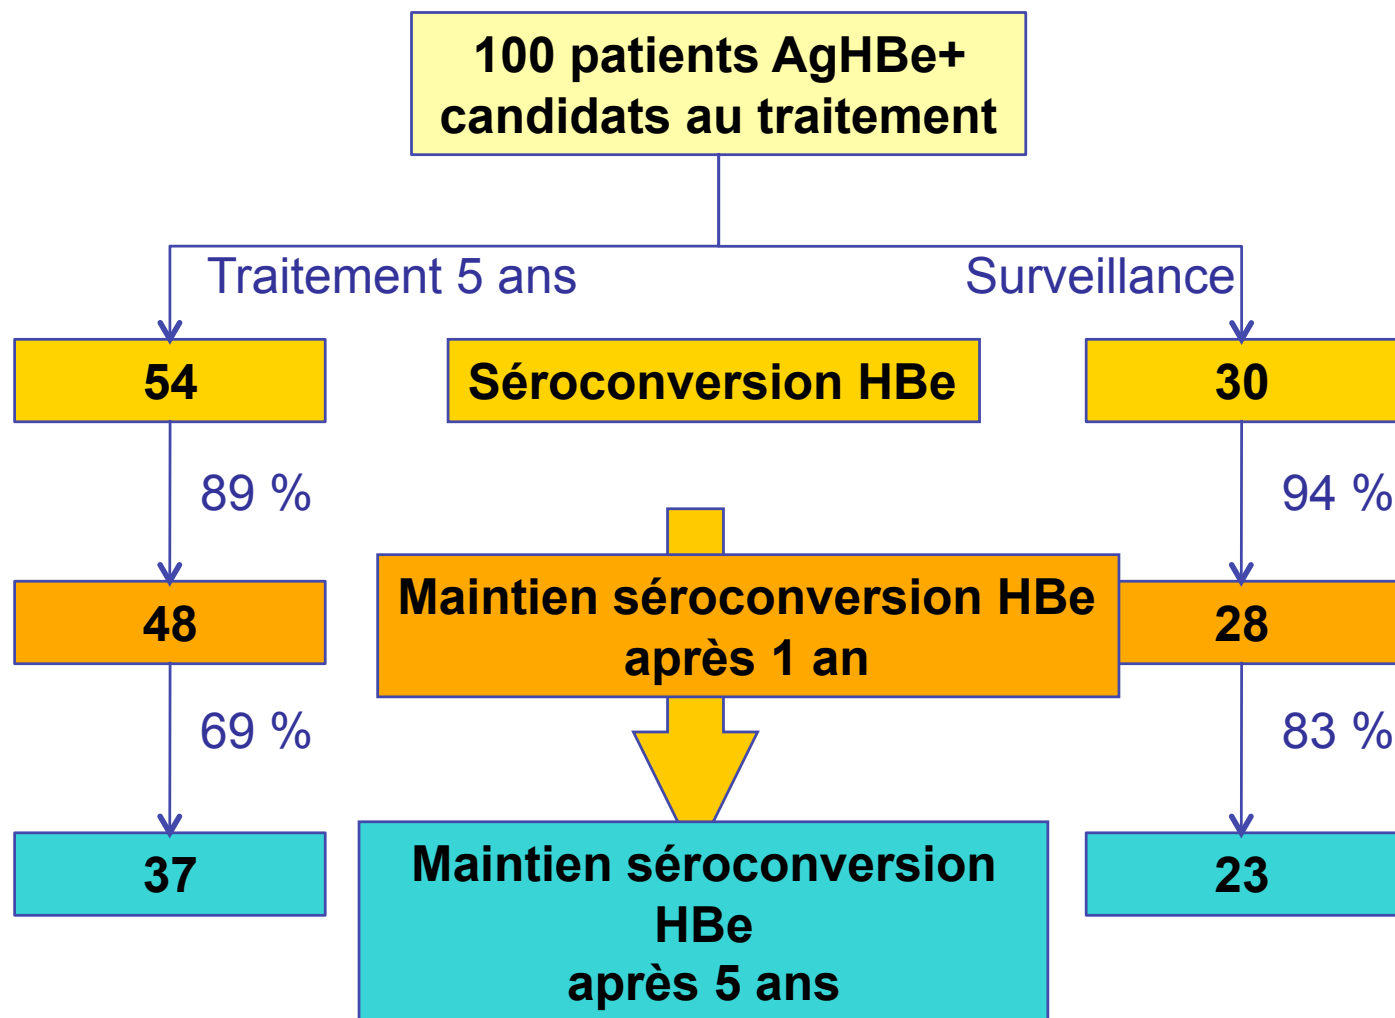 100 patients AgHBe+
candidats au traitement
Traitement 5 ans
Surveillance
54
Séroconversion HBe
30
89 %
94 %
48
Maintien séroconversion HBe
après 1 an
28
69 %
83 %
37
Maintien séroconversion
HBe
après 5 ans
23